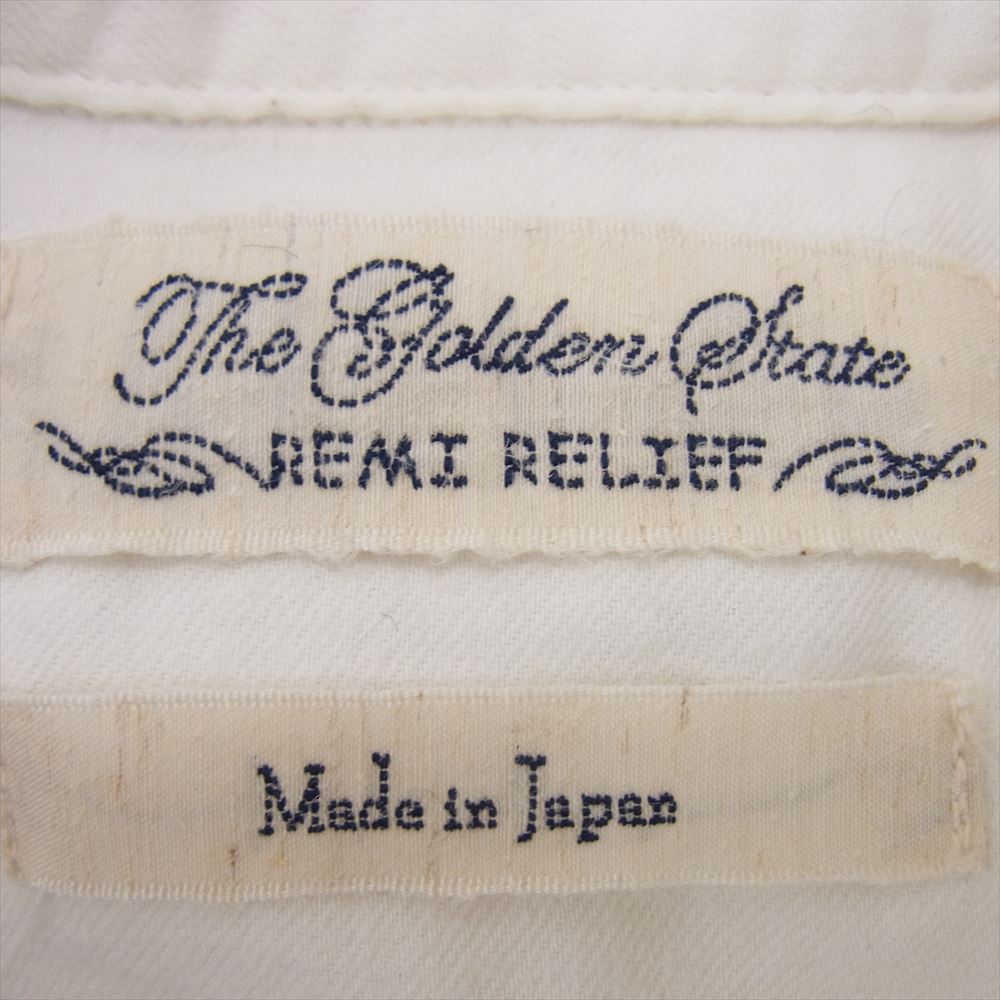 The Golden State
REMI RELIEF
Made in Japan